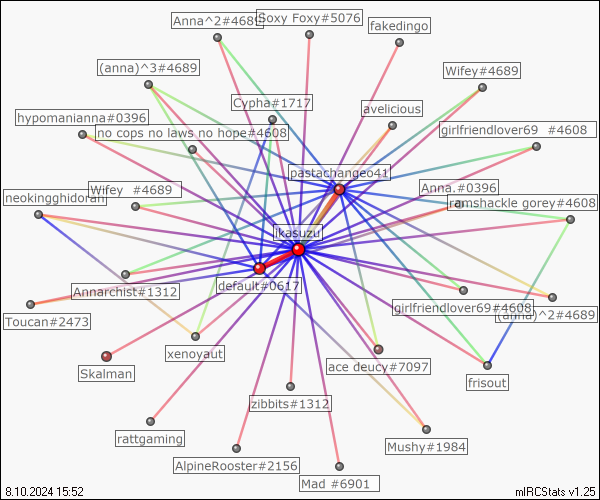 Anna^2#4689
Soxy Foxy#5076
fakedingo
(anna)^3#4689
Wifey#4689
Cypha#1717
avelicious
hypomanianna#0396
no cops no laws no hope#4608
girlfriendlover69 #4608
pastachangeo41
neokingghidorah
Wifey #4689
Anna.#0396
ramshackle gorey#4608
ikasuzu
default#0617
Annarchist#1312
girlfriendlover69#4608
(anna)^2#4689
Toucan#2473
xenoyaut
ace deucy#7097
Skalman
frisout
zibbits#1312
rattgaming
Mushy#1984
AlpineRooster#2156
Mad #6901
8.10.2024 15:52
mIRCStats v1.25